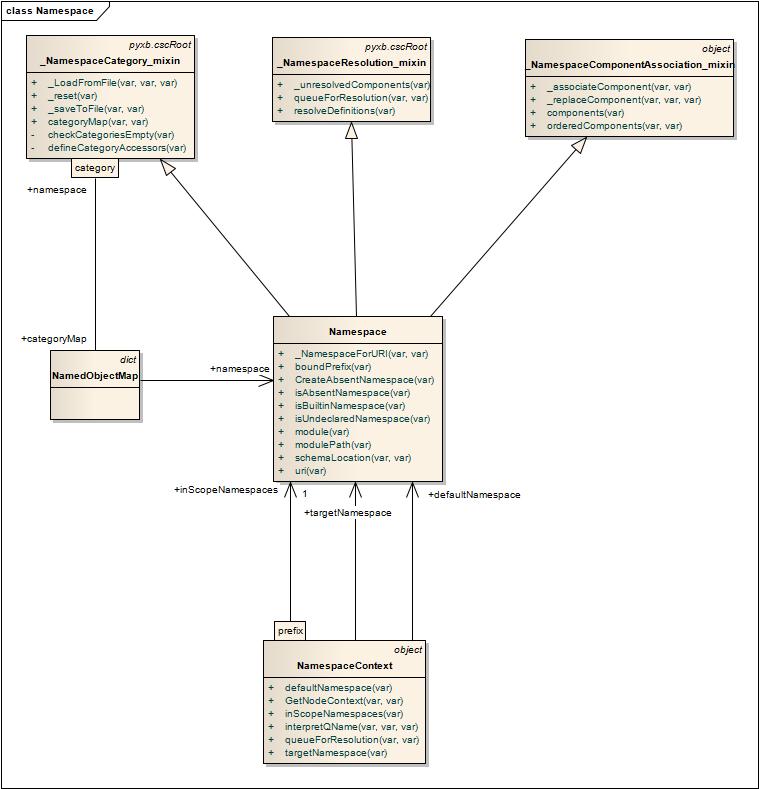 class Namespace
pyxb.cscRoot
_NamespaceCategory_mixin
+ _LoadFromFile(var, var, var)
+ _reset(var)
+ _saveToFile(var, var)
+ categoryMap(var, var)
- checkCategoriesEmpty(var)
- defineCategoryAccessors(var)
category
pyxb.cscRoot
_NamespaceResolution_mixin
+ _unresolvedComponents(var)
+ queueForResolution(var, var)
+ resolveDefinitions(var)
object
_NamespaceComponentAssociation_mixin
+ _associateComponent(var, var)
+ _replaceComponent(var, var, var)
+ components(var)
+ orderedComponents(var, var)
+namespace
+categoryMap
dict
NamedObjectMap
+namespace
Namespace
+ _NamespaceForURI(var, var)
+ boundPrefix(var)
+ CreateAbsentNamespace(var)
+ isAbsentNamespace(var)
+ isBuiltinNamespace(var)
+ isUndeclaredNamespace(var)
+ module(var)
+ modulePath(var)
+ schemaLocation(var, var)
+ uri(var)
+inScopeNamespaces
1
+defaultNamespace
+targetNamespace
prefix
object
NamespaceContext
+ defaultNamespace(var)
+ GetNodeContext(var, var)
+ inScopeNamespaces(var)
+ interpretQName(var, var, var)
+ queueForResolution(var, var)
+ targetNamespace(var)